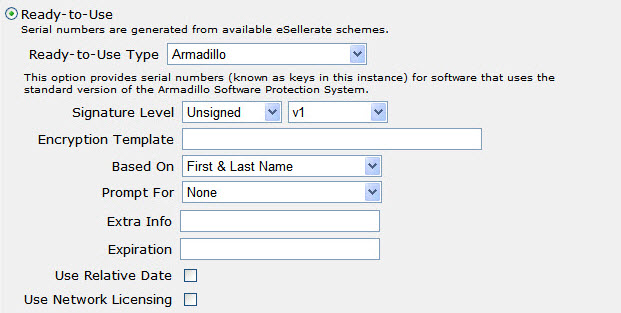 Ready-to-Use
Serial numbers are generated from available eSellerate schemes.
Ready-to-Use Type Armadillo
This option provides serial numbers (known as keys in this instance) for software that uses the
standard version of the Armadillo Software Protection System.
Signature Level Unsigned v1
Encryption Template
Based On First & Last Name
Prompt For None
Extra Info
Expiration
Use Relative Date
Use Network Licensing